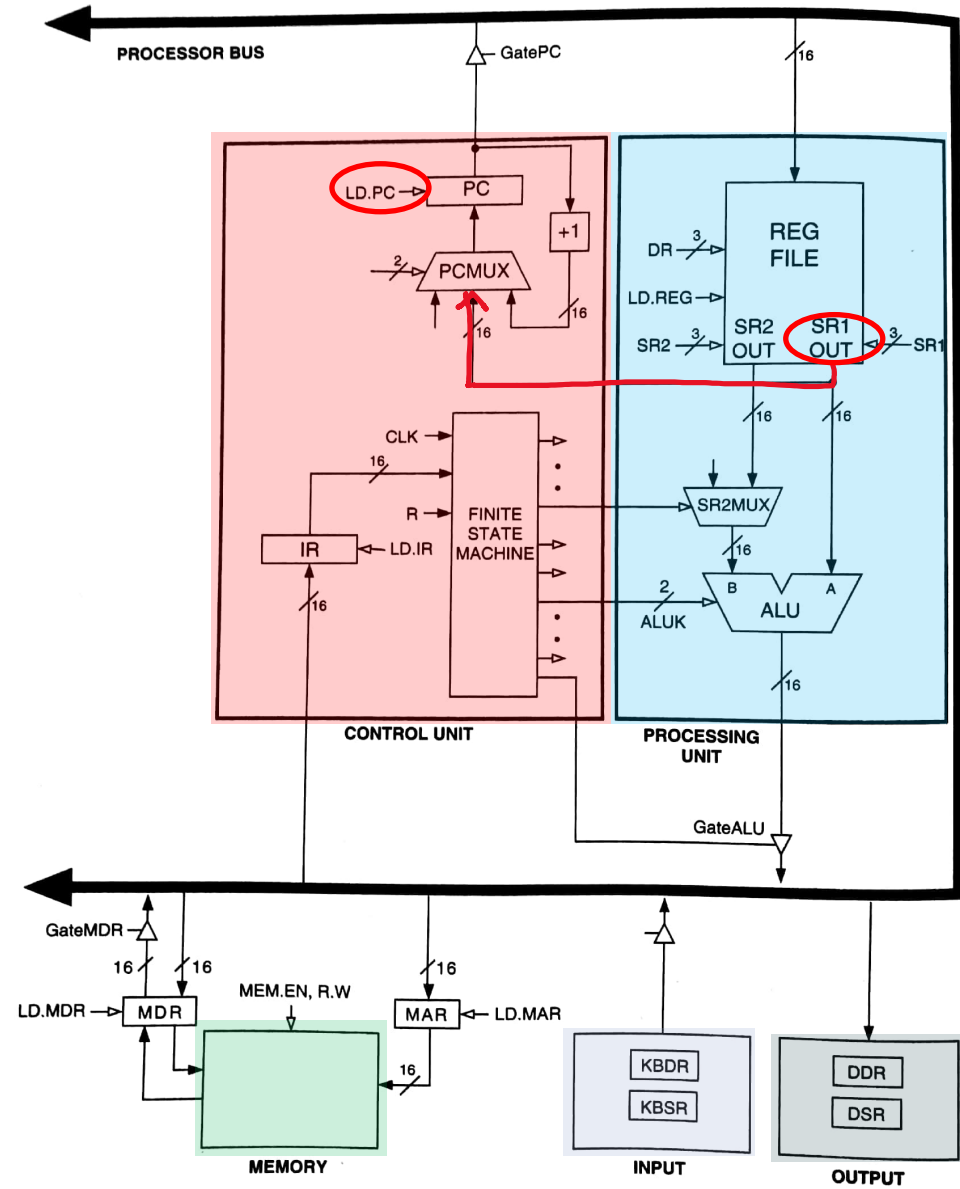 PROCESSOR BUS
GatePC
16
LD.PC
PC
+1
2
PCMUX
16
16
DR
3
REG
FILE
LD.REG
SR2
3
SR2
OUT
SR1
OUT
3
SR1
16
16
CLK
16
R
FINITE
STATE
MACHINE
IR
LD.IR
16
SR2MUX
16
B
A
ALU
2
ALUK
16
CONTROL UNIT
PROCESSING
UNIT
GateALU
GateMDR
16
16
16
LD.MDR
MDR
MEM.EN, R.W
MAR
LD.MAR
16
KBDR
KBSR
DDR
DSR
MEMORY
INPUT
OUTPUT